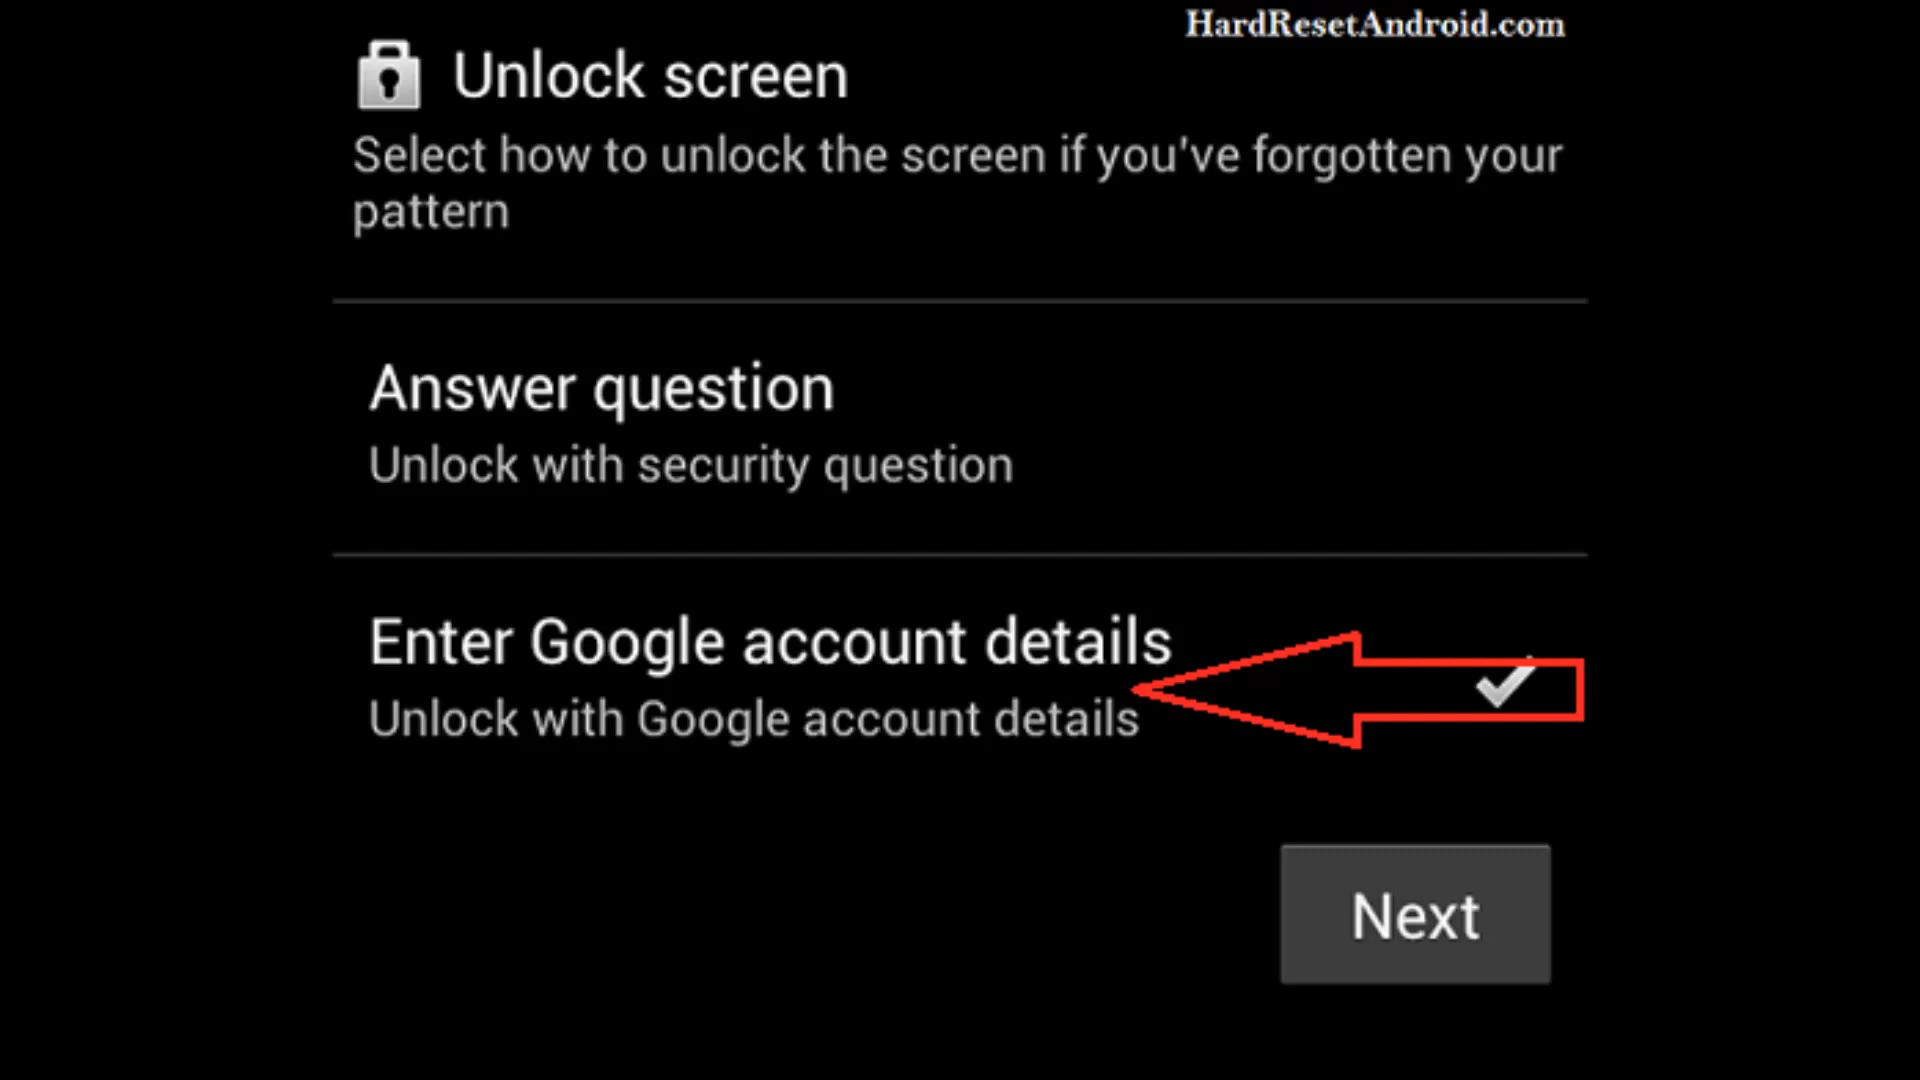 HardResetAndroid.com
Unlock screen
Select how to unlock the screen if you've forgotten your
pattern
Answer question
Unlock with security question
Enter Google account details
Unlock with Google account details
Next